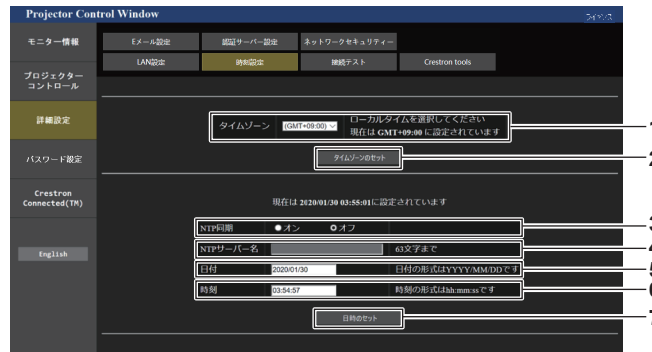 Projector Control Window
ライセンス
モニター情報
Eメール設定
認証サーバー設定
ネットワークセキュリティー
LAN設定
時刻設定
接続テスト
Crestron tools
プロジェクター
コントロール
詳細設定
タイムゾーン
(GMT+09:00)
ローカルタイムを選択してください
現在は GMT+09:00 に設定されています
パスワード設定
タイムゾーンのセット
Crestron
Connected(TM)
現在は 2020/01/30 03:55:01に設定されています
NTP同期
オン
オフ
English
NTPサーバー名
63文字まで
日付
2020/01/30
日付の形式はYYYY/MM/DDです
時刻
03:54:57
時刻の形式はhh:mm:ssです
日時のセット